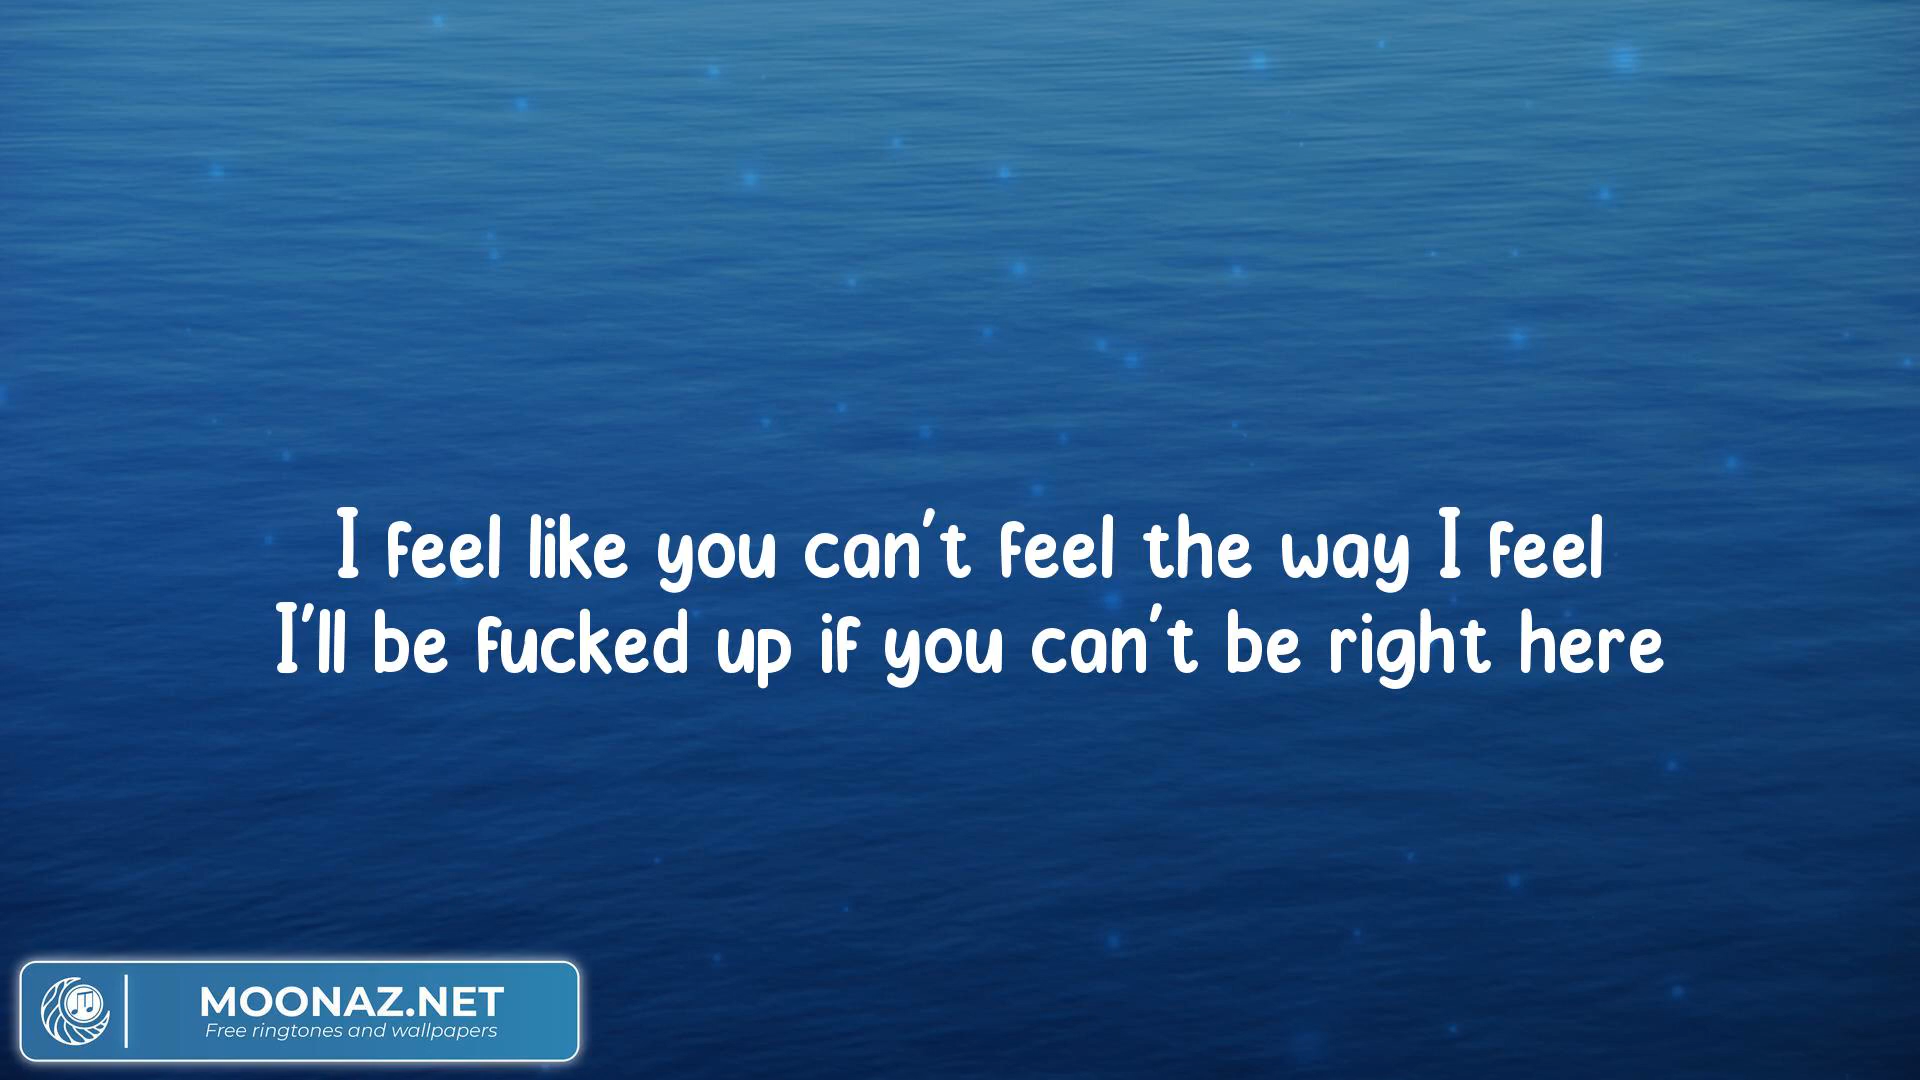 I feel like you can't feel the way I feel
I'll be fucked up if you can't be right here
MOONAZ.NET
Free ringtones and wallpapers